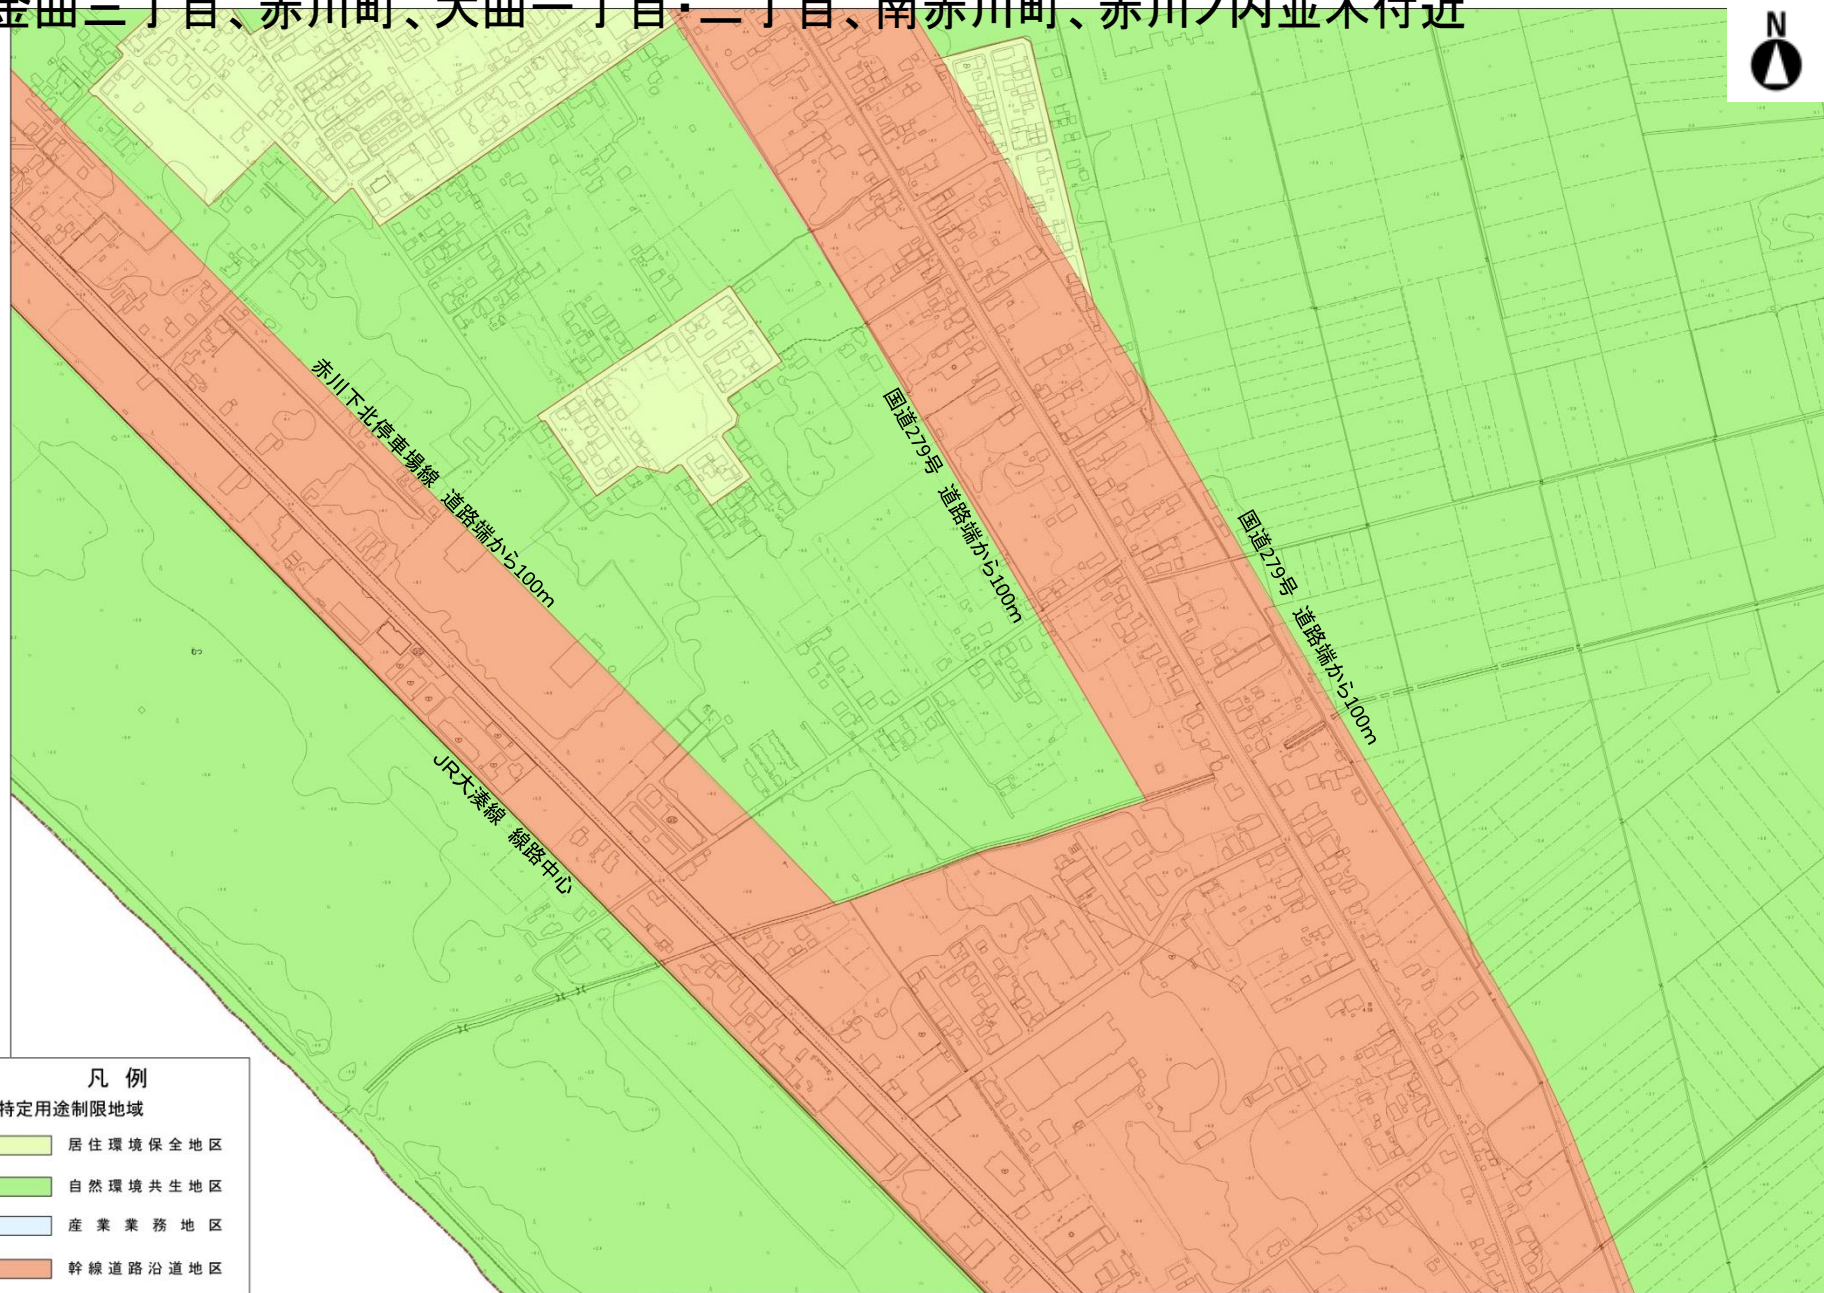 金曲三丁目、赤川町、大曲一丁目・二丁目、南赤川町、赤川ノ内並木付近
N
赤川下北停車場線 道路端から100m
国道279号 道路端から100m
国道279号 道路端から100m
JR大湊線 線路中心
凡例
特定用途制限地域
居住環境保全地区
自然環境共生地区
産業業務地区
幹線道路沿道地区